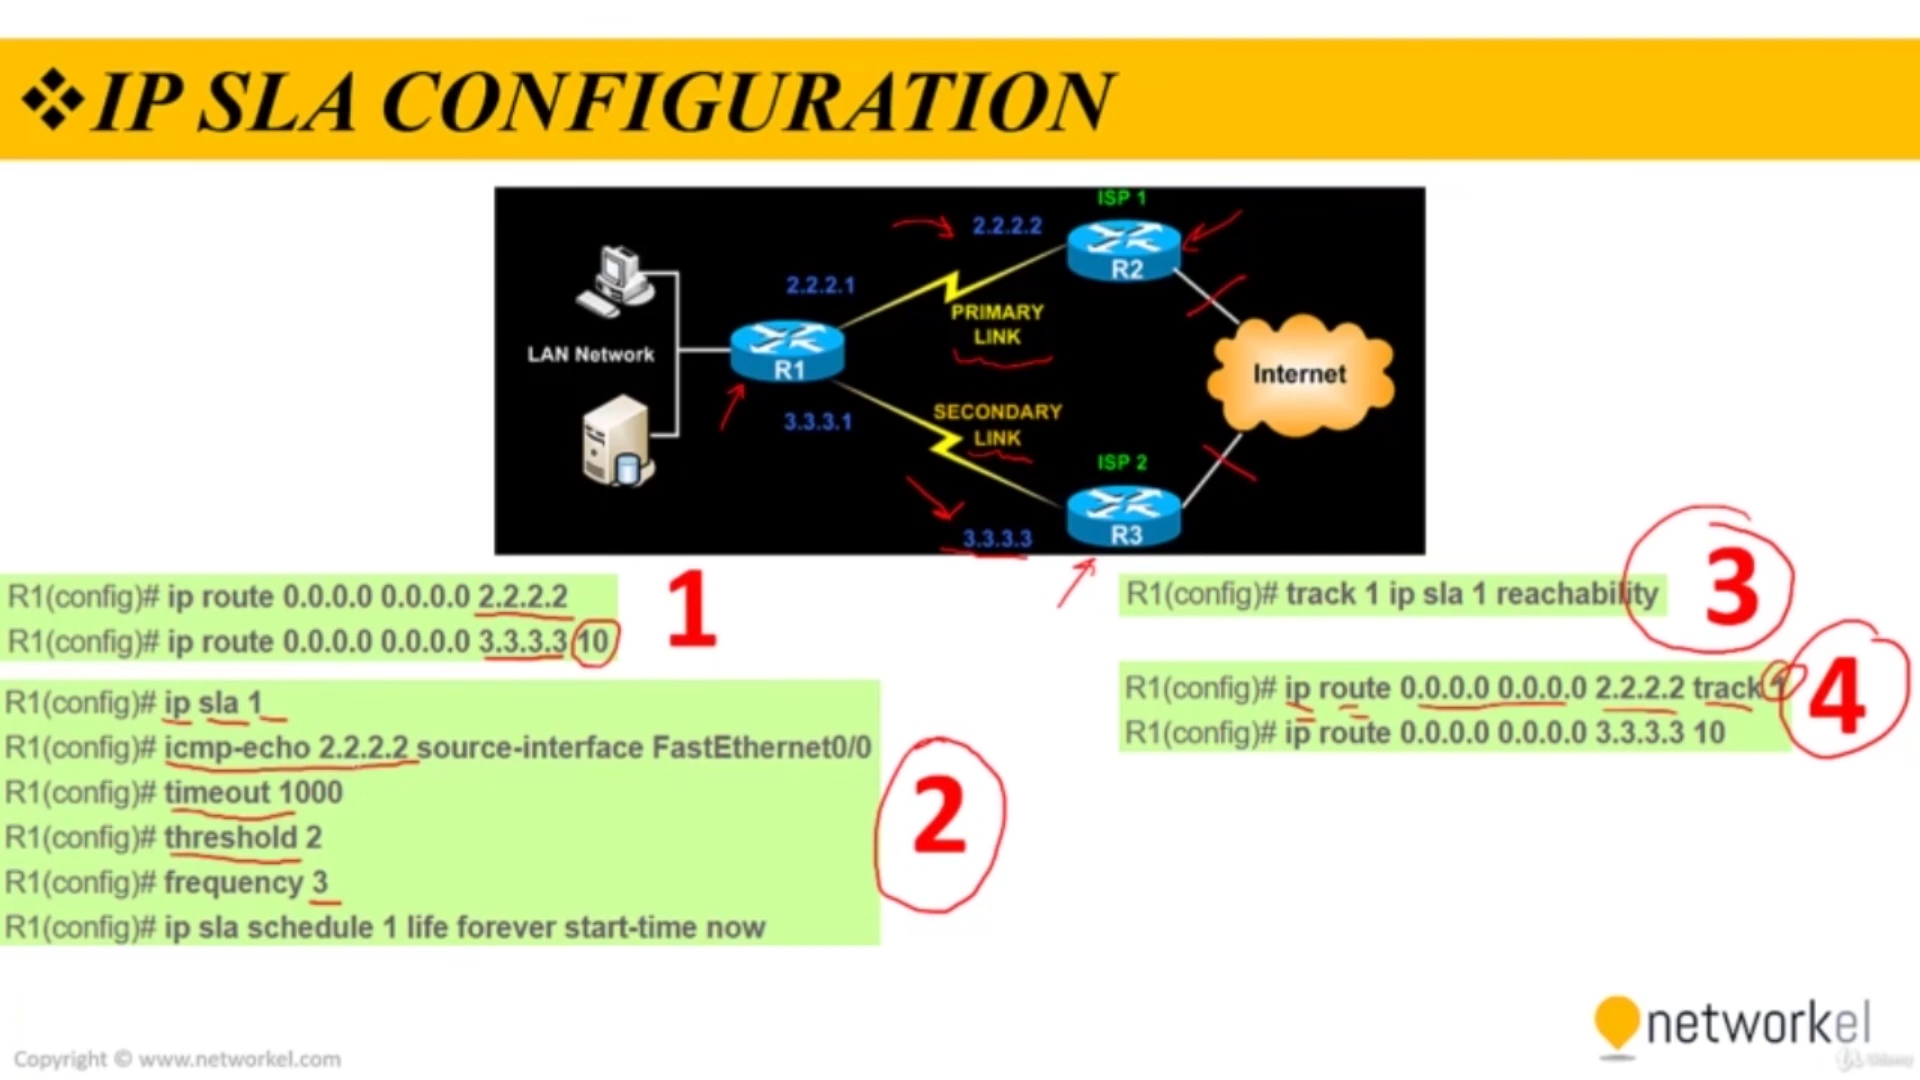 ❖IP SLA CONFIGURATION
ISP 1
2.2.2.2
R2
2.2.2.1
PRIMARY
LINK
LAN Network
R1
Internet
3.3.3.1
SECONDARY
LINK
ISP 2
3.3.3.3
R3
R1(config)# ip route 0.0.0.0 0.0.0.0 2.2.2.2
R1(config)# ip route 0.0.0.0 0.0.0.0 3.3.3.3 10
1
R1(config)# ip sla 1
R1(config)# icmp-echo 2.2.2.2 source-interface FastEthernet0/0
R1(config)# timeout 1000
R1(config)# threshold 2
R1(config)# frequency 3
R1(config)# ip sla schedule 1 life forever start-time now
2
R1(config)# track 1 ip sla 1 reachability
3
R1(config)# ip route 0.0.0.0 0.0.0.0 2.2.2.2 track 1
R1(config)# ip route 0.0.0.0 0.0.0.0 3.3.3.3 10
4
networkel
Copyright © www.networkel.com
Udemy